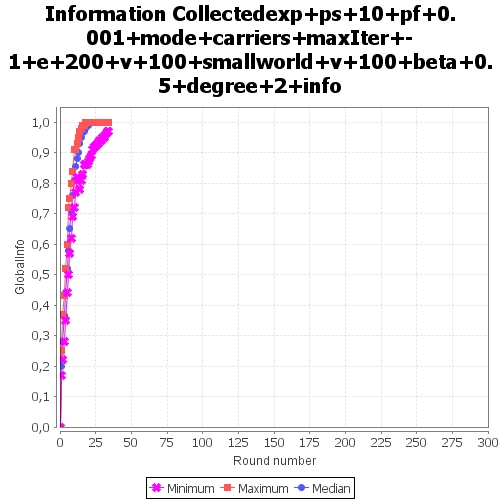 Information Collectedexp+ps+10+pf+0.
001+mode+carriers+maxIter+-
1+e+200+v+100+smallworld+v+100+beta+0.
5+degree+2+info
1,0
0,9
0,8
0,7
0,6
0,5
0,4
0,3
0,2
0,1
0,0
GlobalInfo
0 25 50 75 100 125 150 175 200 225 250 275 300
Round number
Minimum Maximum Median